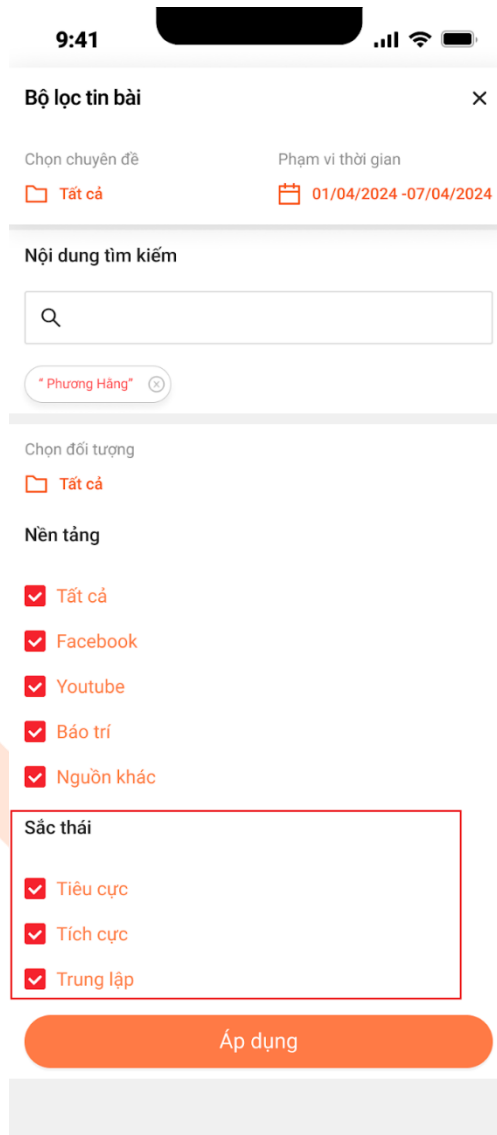 9:41
Bộ lọc tin bài
Chọn chuyên đề
Phạm vi thời gian
Tất cả
01/04/2024 -07/04/2024
Nội dung tìm kiếm
“ Phương Hằng”
Chọn đối tượng
Tất cả
Nền tảng
Tất cả
Facebook
Youtube
Báo trí
Nguồn khác
Sắc thái
Tiêu cực
Tích cực
Trung lập
Áp dụng